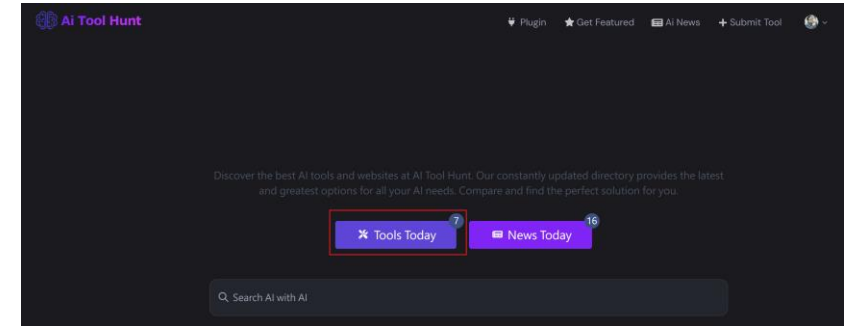 Ai Tool Hunt
Plugin
Get Featured
Ai News
Submit Tool
Discover the best AI tools and websites at AI Tool Hunt. Our constantly updated directory provides the latest
and greatest options for all your AI needs. Compare and find the perfect solution for you.
Tools Today
7
News Today
16
Search AI with AI